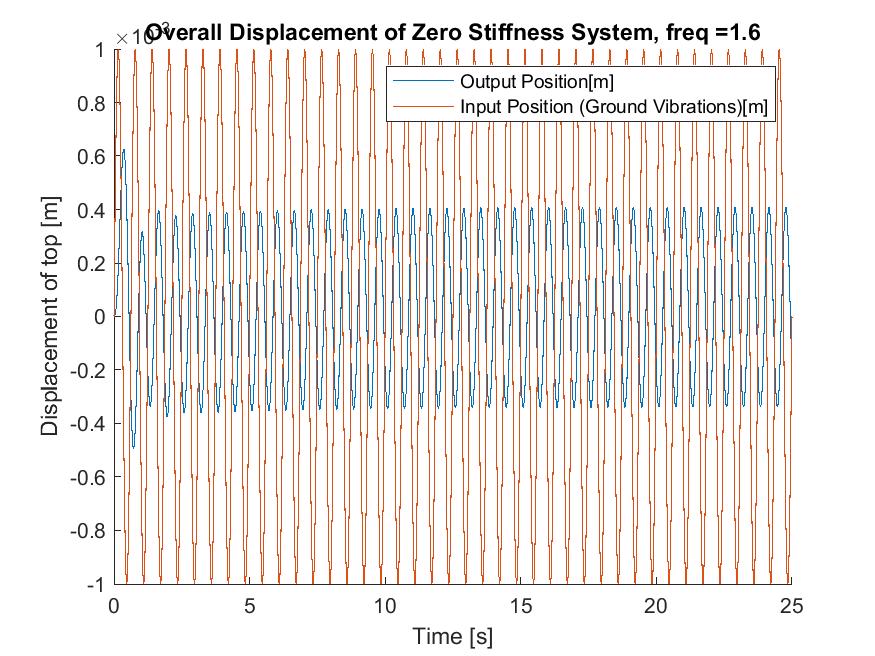 ×10-3
Overall Displacement of Zero Stiffness System, freq =1.6
Output Position[m]
Input Position (Ground Vibrations)[m]
Displacement of top [m]
1
0.8
0.6
0.4
0.2
0
-0.2
-0.4
-0.6
-0.8
-1
0 5 10 15 20 25
Time [s]